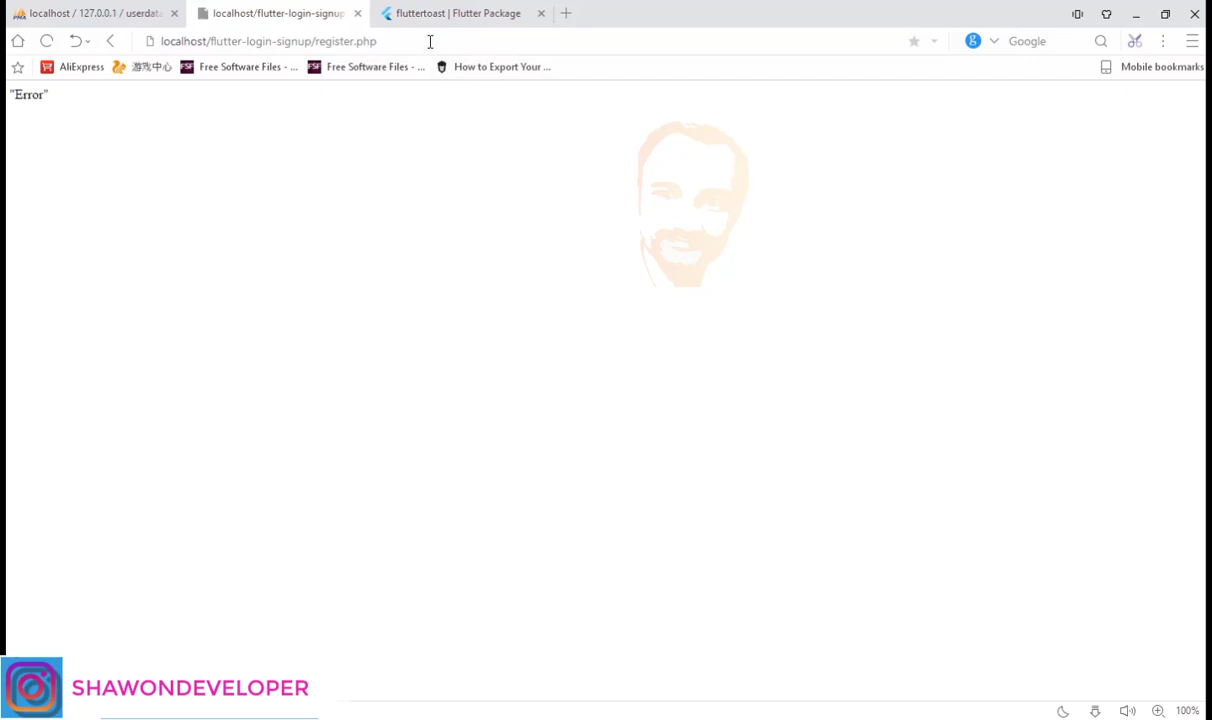 localhost / 127.0.0.1 / userdata
localhost/flutter-login-signup
fluttertoast | Flutter Package
localhost/flutter-login-signup/register.php
Google
AliExpress
游戏中心
Free Software Files - ...
Free Software Files - ...
How to Export Your ...
Mobile bookmarks
"Error"
SHAWONDEVELOPER
100%